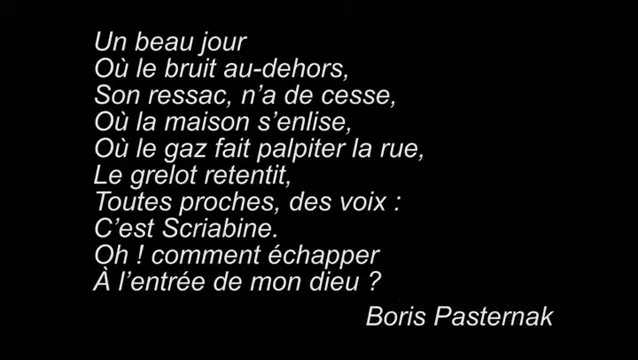 Un beau jour
Où le bruit au-dehors,
Son ressac, n’a de cesse,
Où la maison s’enlise,
Où le gaz fait palpiter la rue,
Le grelot retentit,
Toutes proches, des voix :
C’est Scriabine.
Oh ! comment échapper
À l’entrée de mon dieu ?
Boris Pasternak